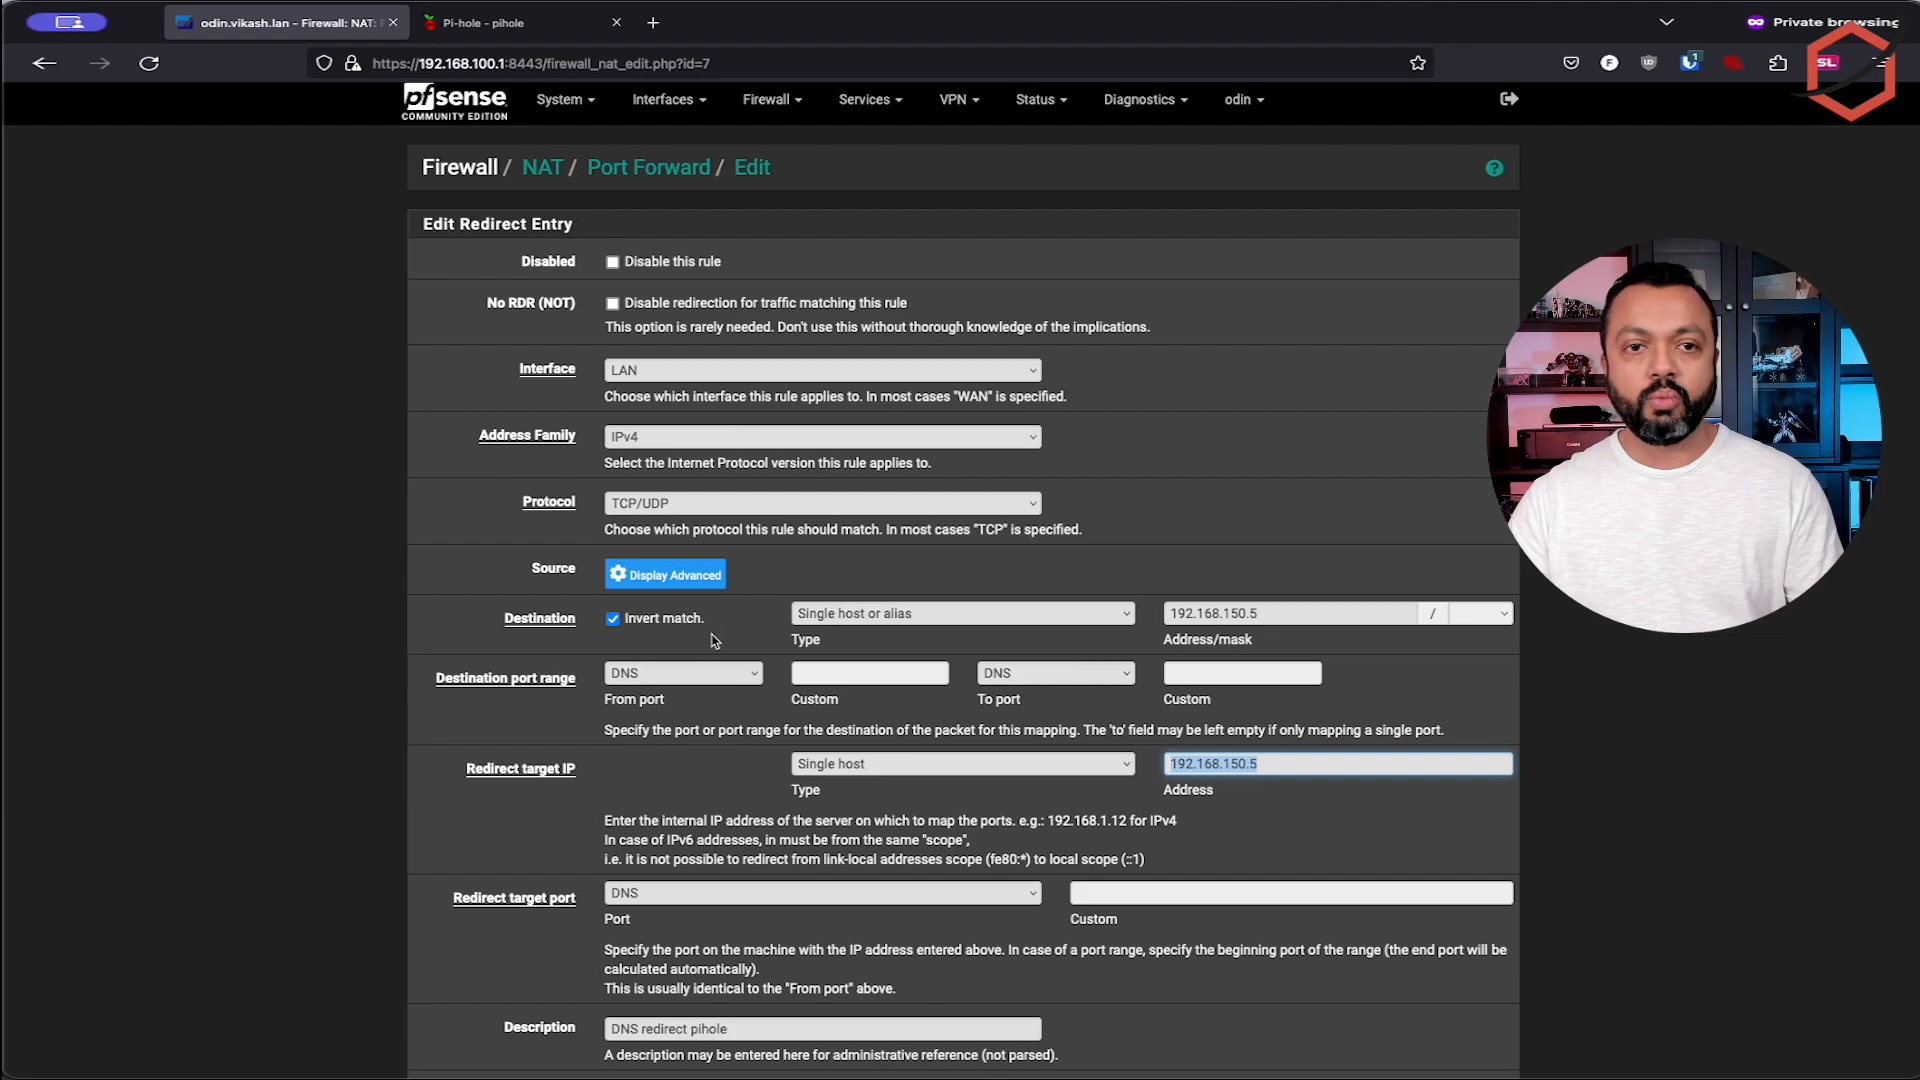 odin.vikash.lan - Firewall: NAT:
Pi-hole - pihole
Private browsing
https://192.168.100.1:8443/firewall_nat_edit.php?id=7
F
UD
1
SL
pfsense
COMMUNITY EDITION
System
Interfaces
Firewall
Services
VPN
Status
Diagnostics
odin
Firewall / NAT / Port Forward / Edit
Edit Redirect Entry
Disabled
Disable this rule
No RDR (NOT)
Disable redirection for traffic matching this rule
This option is rarely needed. Don't use this without thorough knowledge of the implications.
Interface
LAN
Choose which interface this rule applies to. In most cases "WAN" is specified.
Address Family
IPv4
Select the Internet Protocol version this rule applies to.
Protocol
TCP/UDP
Choose which protocol this rule should match. In most cases "TCP" is specified.
Source
Display Advanced
Destination
Invert match.
Single host or alias
192.168.150.5
/
Type
Address/mask
Destination port range
DNS
DNS
From port
Custom
To port
Custom
Specify the port or port range for the destination of the packet for this mapping. The 'to' field may be left empty if only mapping a single port.
Redirect target IP
Single host
192.168.150.5
Type
Address
Enter the internal IP address of the server on which to map the ports. e.g.: 192.168.1.12 for IPv4
In case of IPv6 addresses, in must be from the same "scope",
i.e. it is not possible to redirect from link-local addresses scope (fe80:*) to local scope (::1)
Redirect target port
DNS
Port
Custom
Specify the port on the machine with the IP address entered above. In case of a port range, specify the beginning port of the range (the end port will be
calculated automatically).
This is usually identical to the "From port" above.
Description
DNS redirect pihole
A description may be entered here for administrative reference (not parsed).